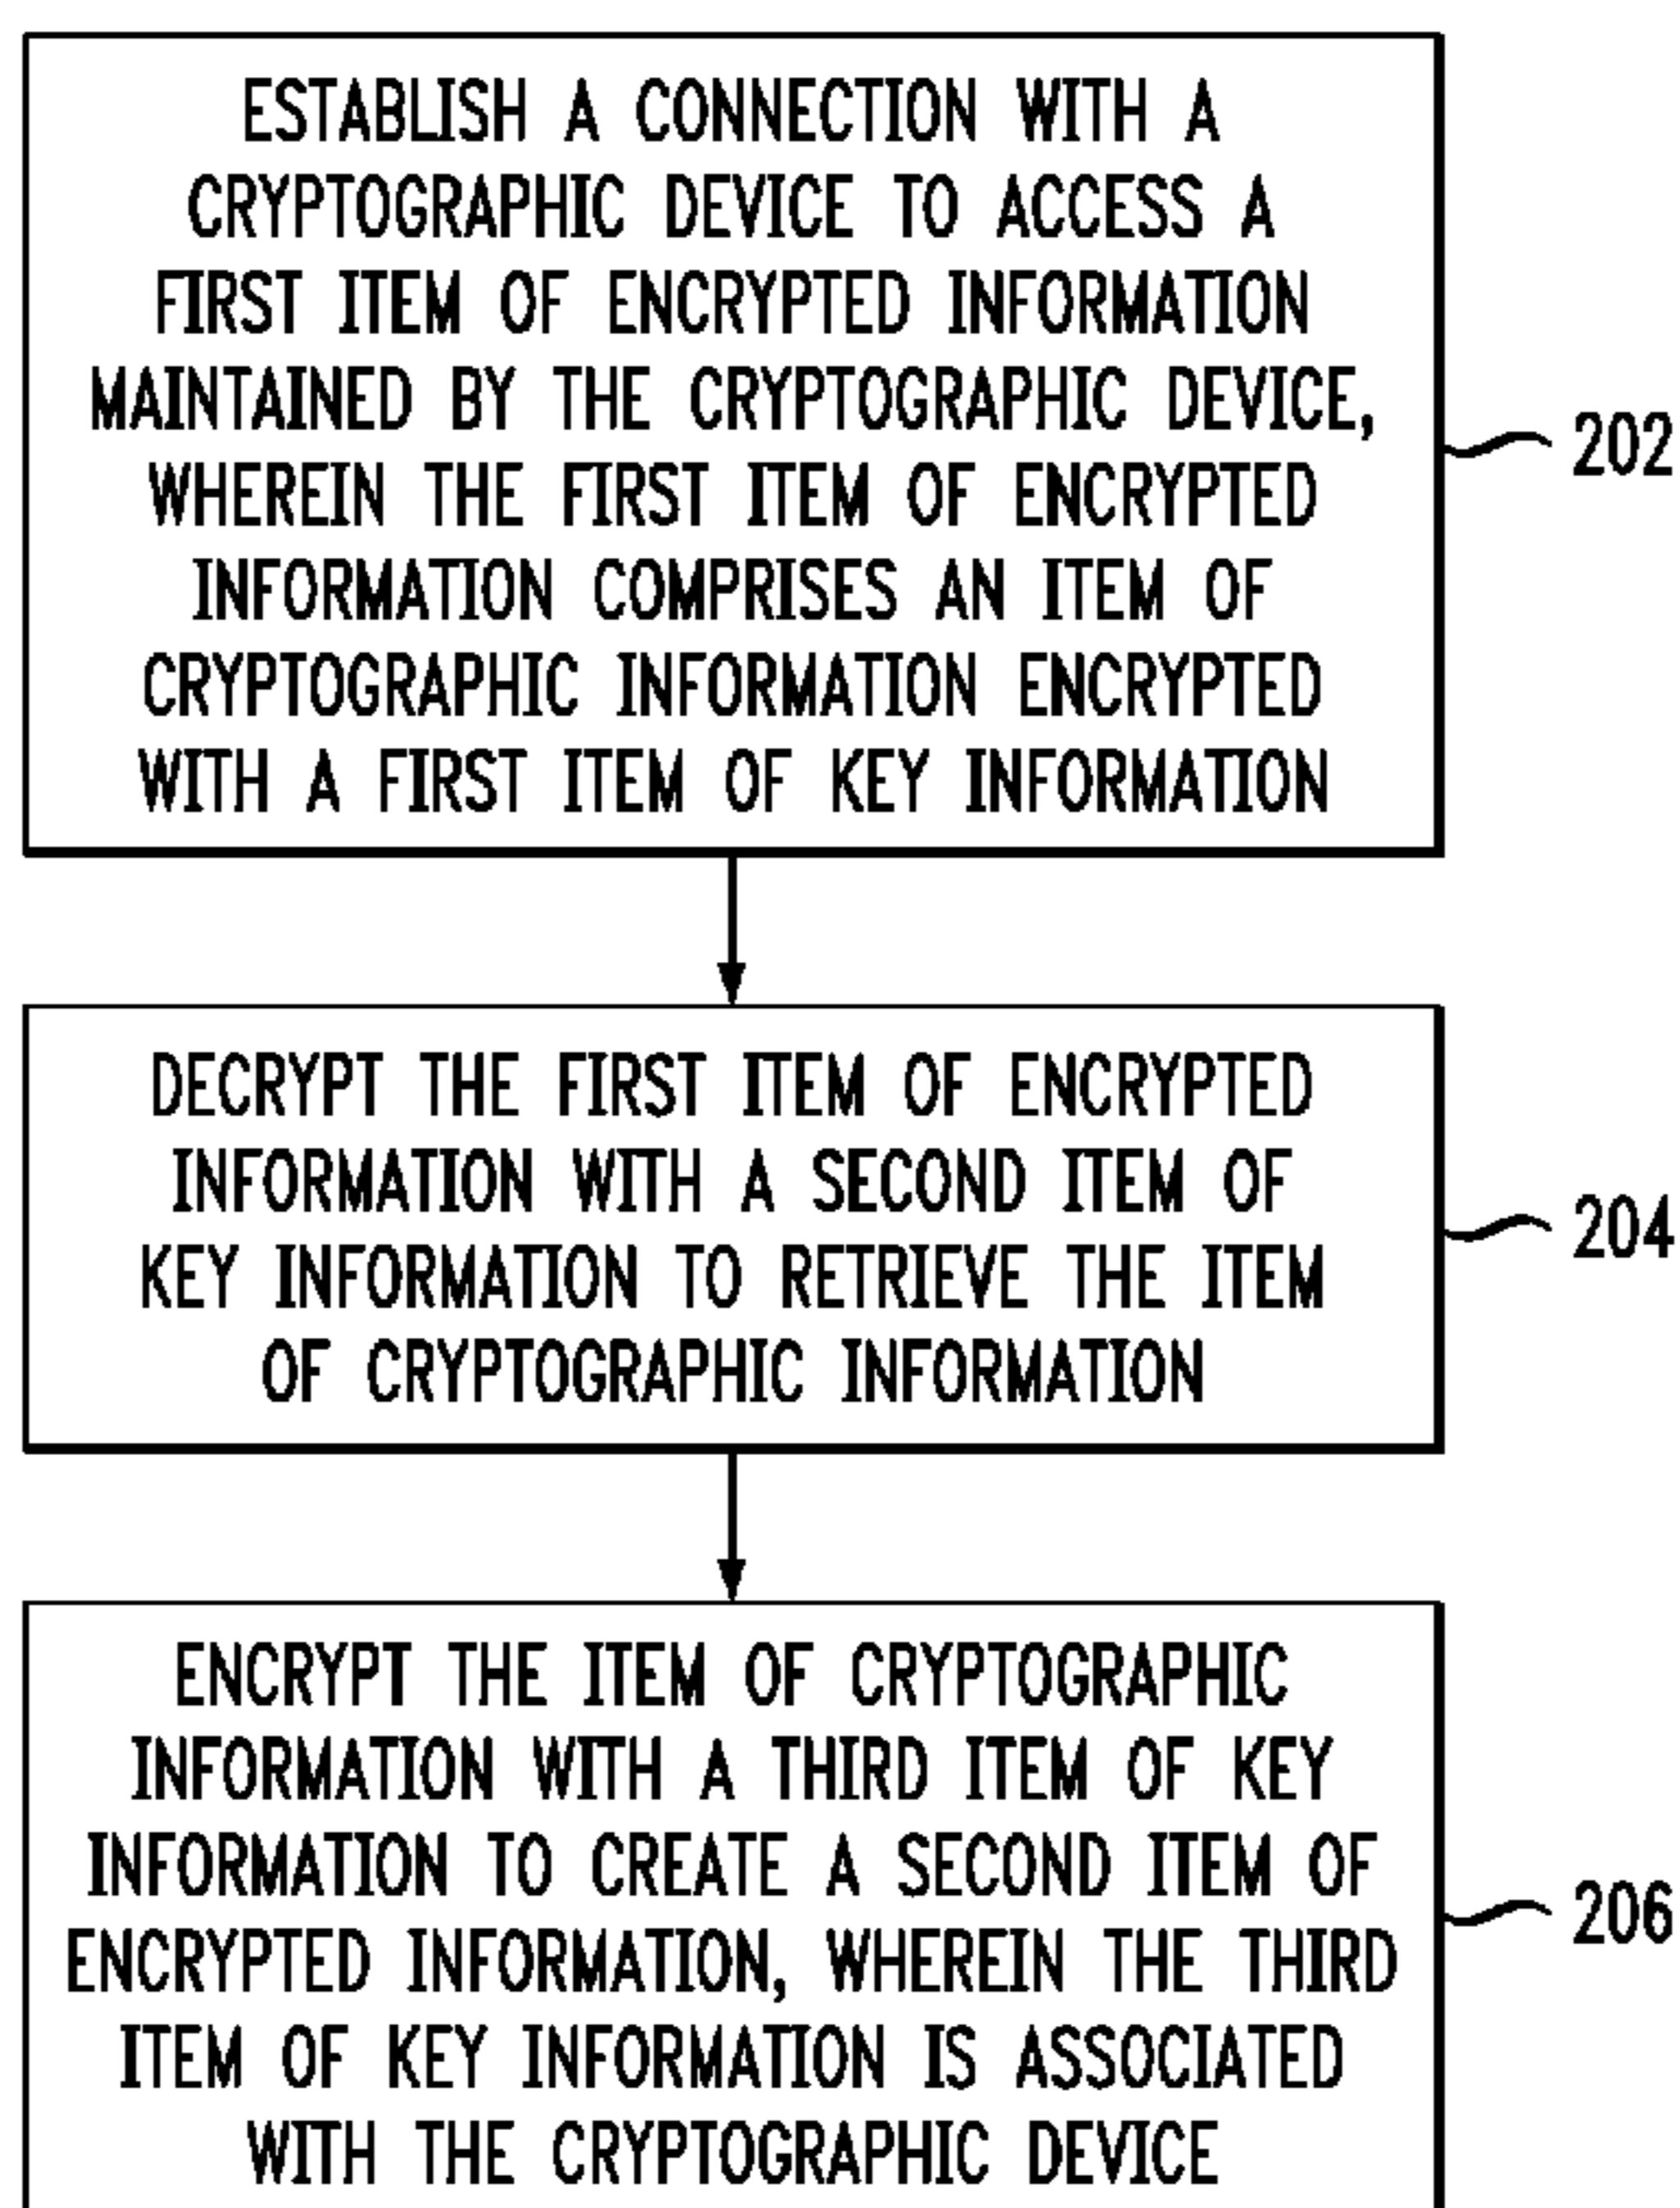 ESTABLISH A CONNECTION WITH A
CRYPTOGRAPHIC DEVICE TO ACCESS A
FIRST ITEM OF ENCRYPTED INFORMATION
MAINTAINED BY THE CRYPTOGRAPHIC DEVICE,
WHEREIN THE FIRST ITEM OF ENCRYPTED
INFORMATION COMPRISES AN ITEM OF
CRYPTOGRAPHIC INFORMATION ENCRYPTED
WITH A FIRST ITEM OF KEY INFORMATION
202
DECRYPT THE FIRST ITEM OF ENCRYPTED
INFORMATION WITH A SECOND ITEM OF
KEY INFORMATION TO RETRIEVE THE ITEM
OF CRYPTOGRAPHIC INFORMATION
204
ENCRYPT THE ITEM OF CRYPTOGRAPHIC
INFORMATION WITH A THIRD ITEM OF KEY
INFORMATION TO CREATE A SECOND ITEM OF
ENCRYPTED INFORMATION, WHEREIN THE THIRD
ITEM OF KEY INFORMATION IS ASSOCIATED
WITH THE CRYPTOGRAPHIC DEVICE
206